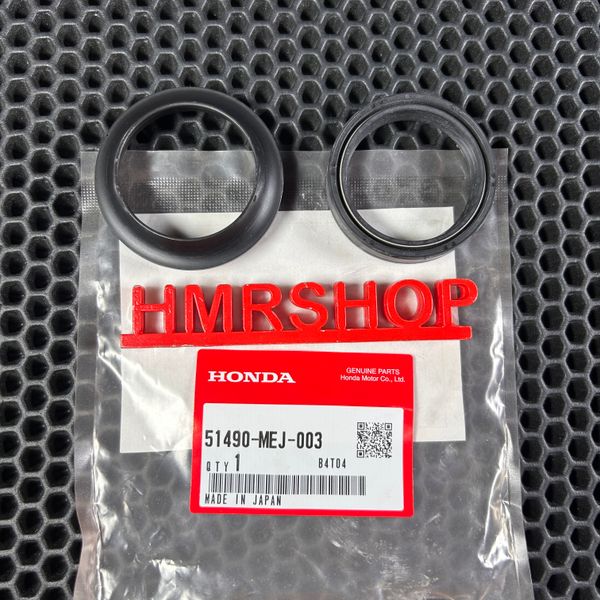 HMRSHOP
HONDA
GENUINE PARTS
Honda Motor Co., Ltd.
51490-MEJ-003
QTY 1 B4T04
MADE IN JAPAN